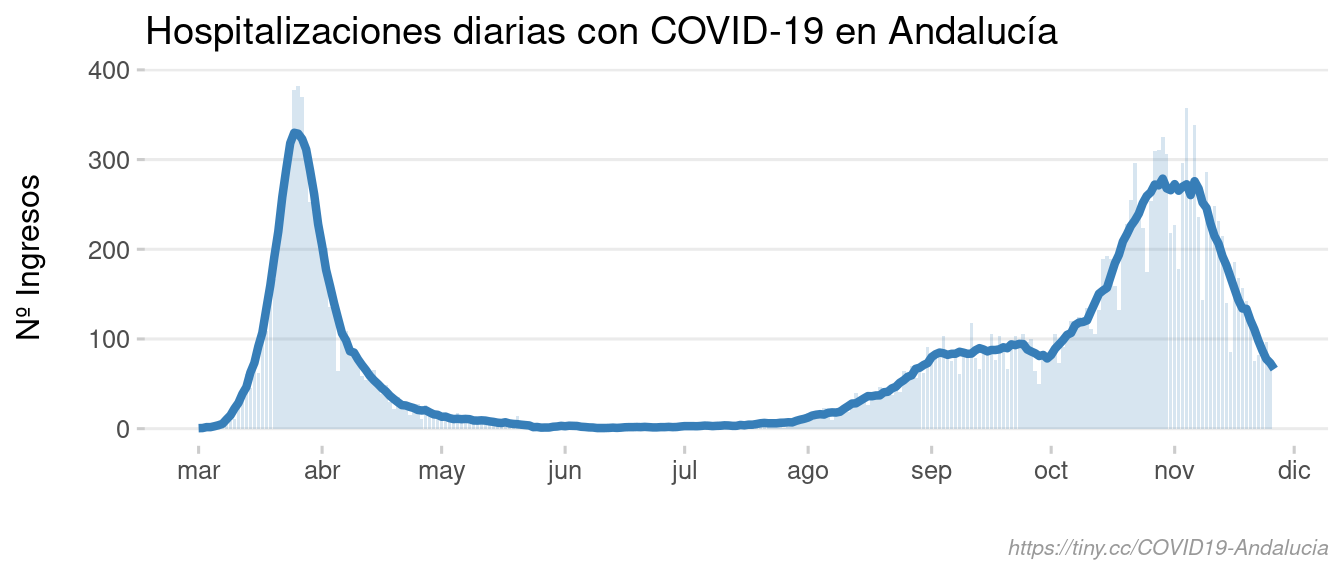 Hospitalizaciones diarias con COVID-19 en Andalucía
Nº Ingresos
400
300
200
100
0
mar abr may jun jul ago sep oct nov dic
https://tiny.cc/COVID19-Andalucia